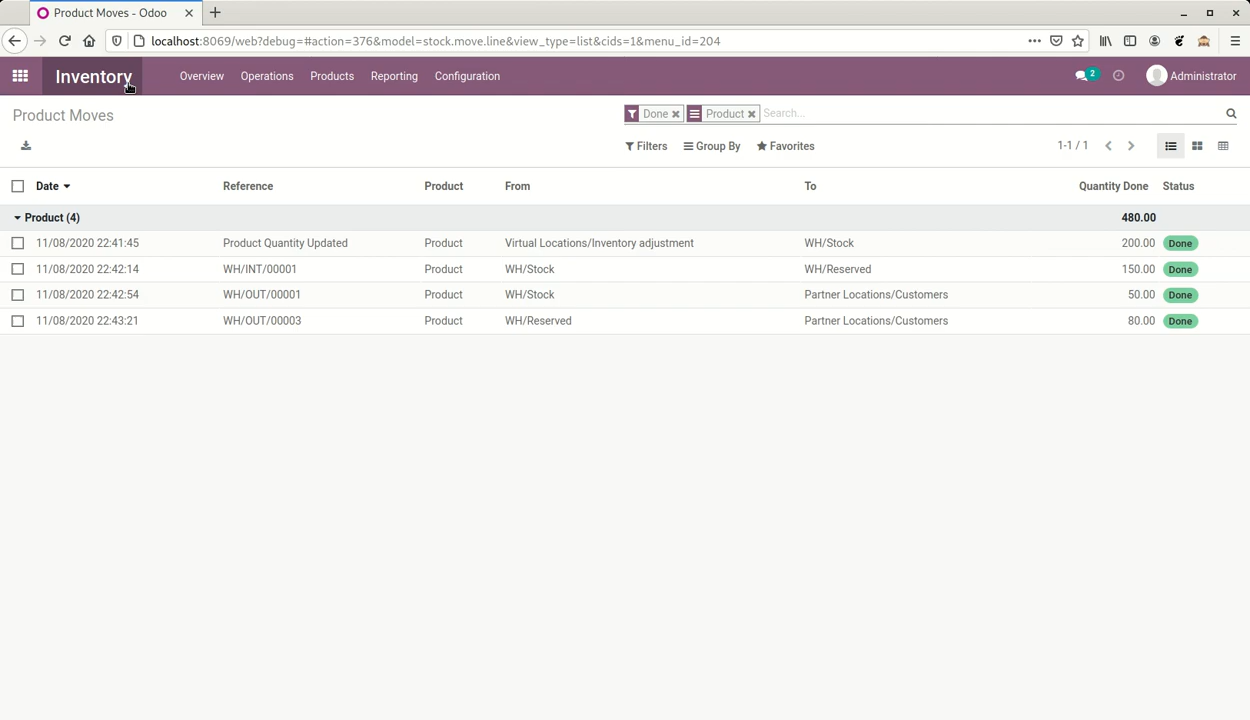 Product Moves - Odoo
localhost:8069/web?debug=#action=376&model=stock.move.line&view_type=list&cids=1&menu_id=204
Inventory Overview Operations Products Reporting Configuration 2 Administrator
Product Moves Done Product Search...
Filters Group By Favorites 1-1 / 1
Date Reference Product From To Quantity Done Status
Product (4) 480.00
11/08/2020 22:41:45 Product Quantity Updated Product Virtual Locations/Inventory adjustment WH/Stock 200.00 Done
11/08/2020 22:42:14 WH/INT/00001 Product WH/Stock WH/Reserved 150.00 Done
11/08/2020 22:42:54 WH/OUT/00001 Product WH/Stock Partner Locations/Customers 50.00 Done
11/08/2020 22:43:21 WH/OUT/00003 Product WH/Reserved Partner Locations/Customers 80.00 Done